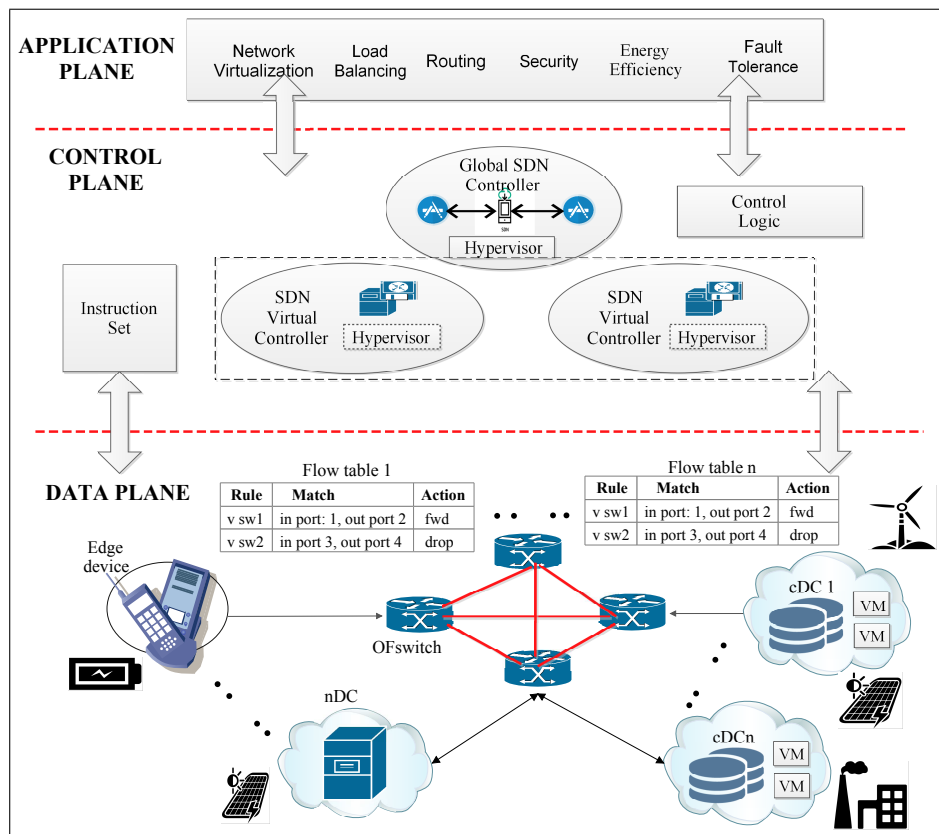 APPLICATION
PLANE
Network
Virtualization
Load
Balancing
Routing
Security
Energy
Efficiency
Fault
Tolerance
CONTROL
PLANE
Global SDN
Controller
SDN
Hypervisor
Control
Logic
Instruction
Set
SDN
Virtual
Controller
Hypervisor
SDN
Virtual
Controller
Hypervisor
DATA PLANE
Flow table 1
Rule Match Action
v sw1 in port: 1, out port 2 fwd
v sw2 in port 3, out port 4 drop
Flow table n
Rule Match Action
v sw1 in port: 1, out port 2 fwd
v sw2 in port 3, out port 4 drop
Edge
device
OFswitch
cDC 1
VM
VM
nDC
cDCn
VM
VM